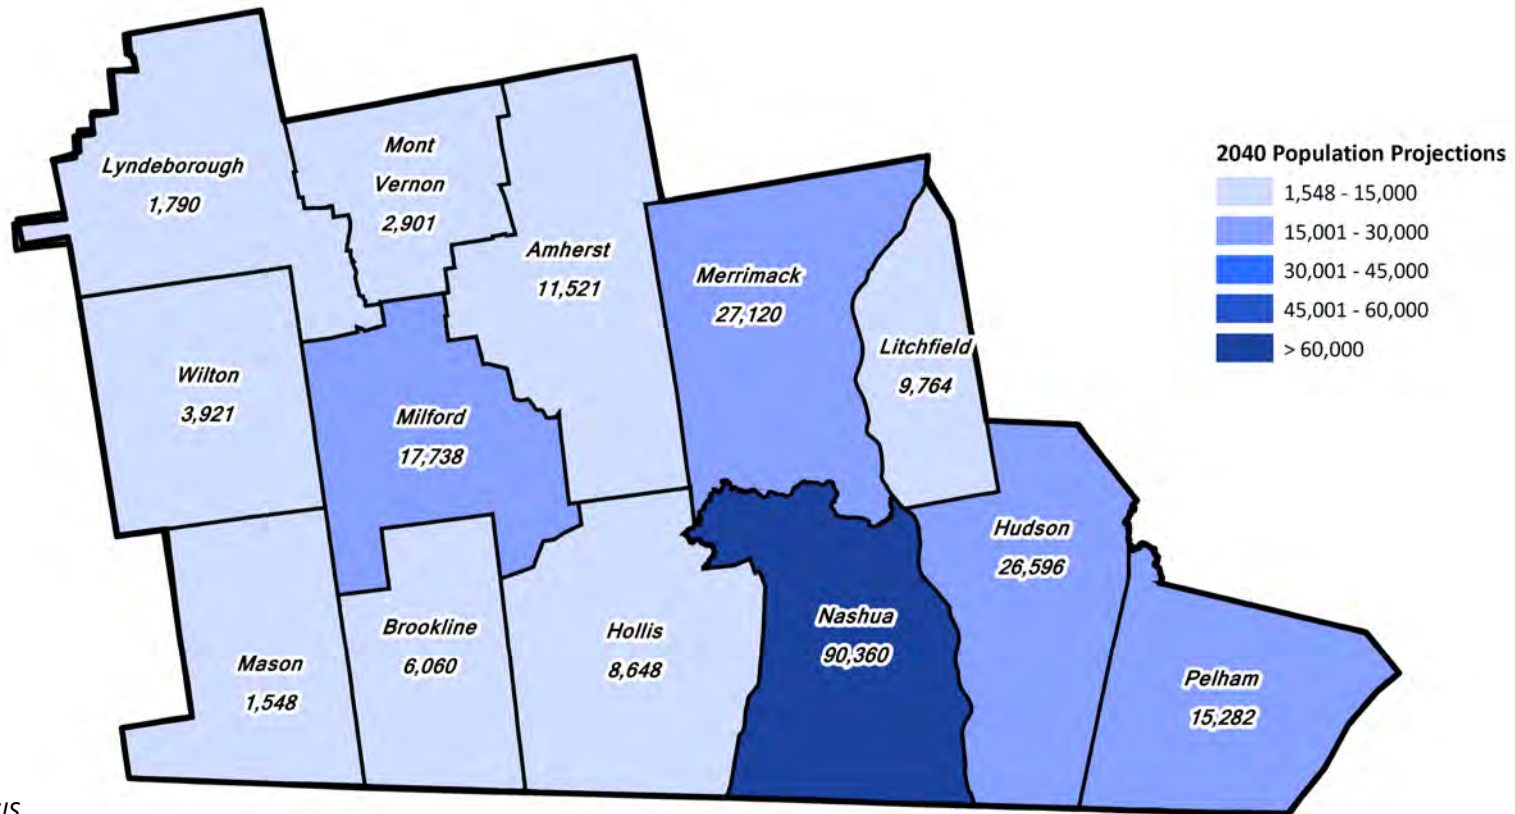 Lyndeborough
1,790
Mont
Vernon
2,901
Amherst
11,521
Merrimack
27,120
Litchfield
9,764
Wilton
3,921
Milford
17,738
Hudson
26,596
Nashua
90,360
Brookline
6,060
Hollis
8,648
Mason
1,548
Pelham
15,282
2040 Population Projections
1,548 - 15,000
15,001 - 30,000
30,001 - 45,000
45,001 - 60,000
> 60,000